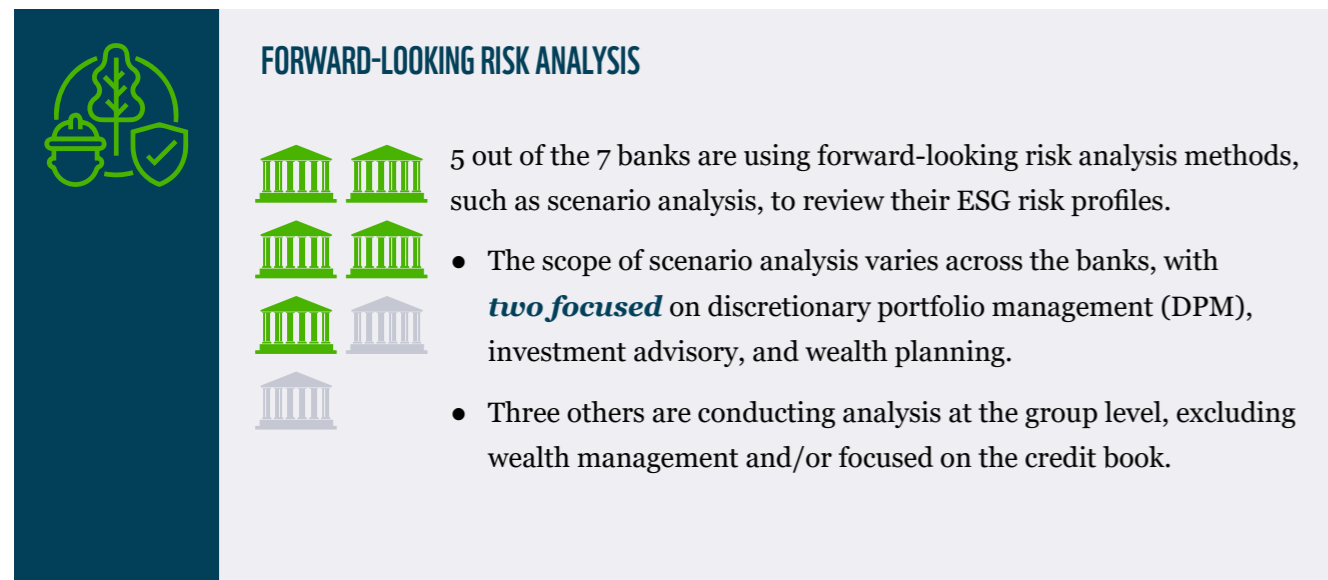 FORWARD-LOOKING RISK ANALYSIS
5 out of the 7 banks are using forward-looking risk analysis methods,
such as scenario analysis, to review their ESG risk profiles.
● The scope of scenario analysis varies across the banks, with
two focused on discretionary portfolio management (DPM),
investment advisory, and wealth planning.
● Three others are conducting analysis at the group level, excluding
wealth management and/or focused on the credit book.